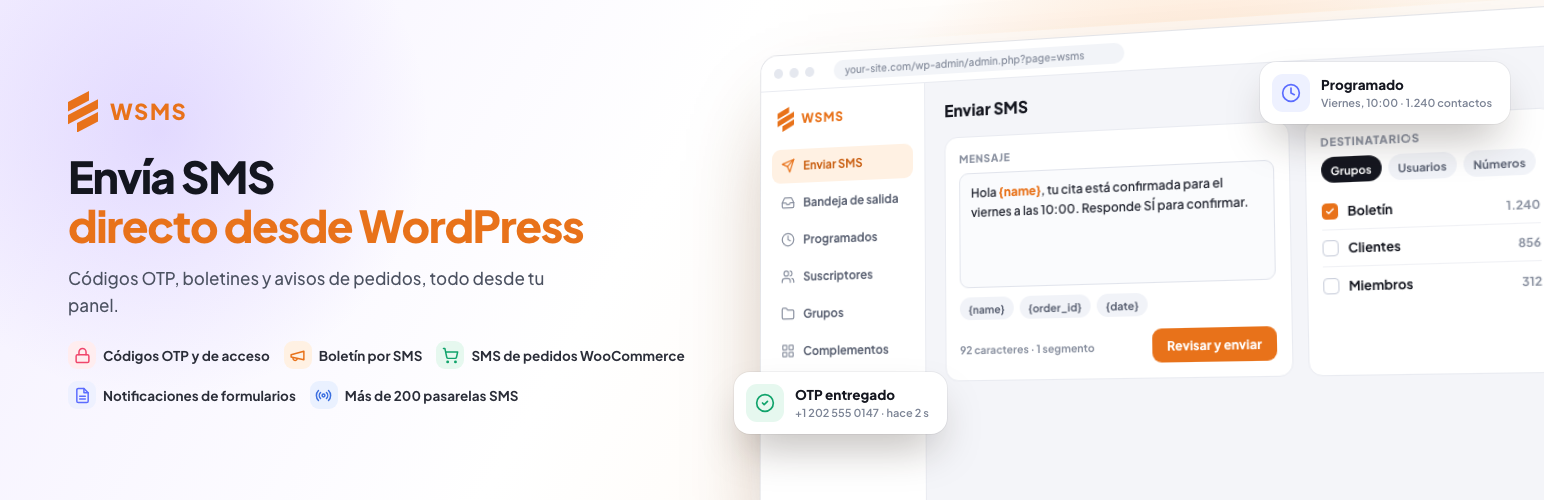 WSMS
Envía SMS
directo desde WordPress
Códigos OTP, boletines y avisos de pedidos, todo desde tu
panel.
Códigos OTP y de acceso
Boletín por SMS
SMS de pedidos WooCommerce
Notificaciones de formularios
Más de 200 pasarelas SMS
your-site.com/wp-admin/admin.php?page=wsms
WSMS
Enviar SMS
Bandeja de salida
Programados
Suscriptores
Grupos
Complementos
Enviar SMS
MENSAJE
Hola {name}, tu cita está confirmada para el
viernes a las 10:00. Responde SÍ para confirmar.
{name}
{order_id}
{date}
92 caracteres · 1 segmento
Revisar y enviar
Programado
Viernes, 10:00 · 1.240 contactos
DESTINATARIOS
Grupos
Usuarios
Números
Boletín 1.240
Clientes 856
Miembros 312
OTP entregado
+1 202 555 0147 · hace 2 s